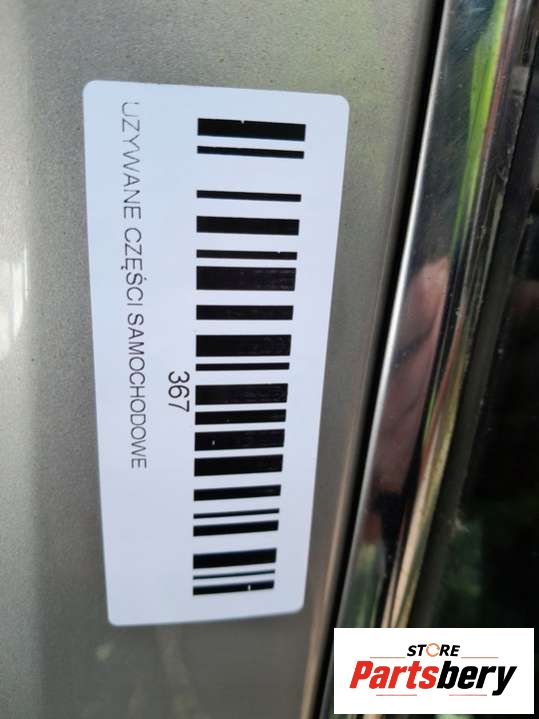 UZYWANE CZĘŚCI SAMOCHODOWE
367
STORE
Partsbery